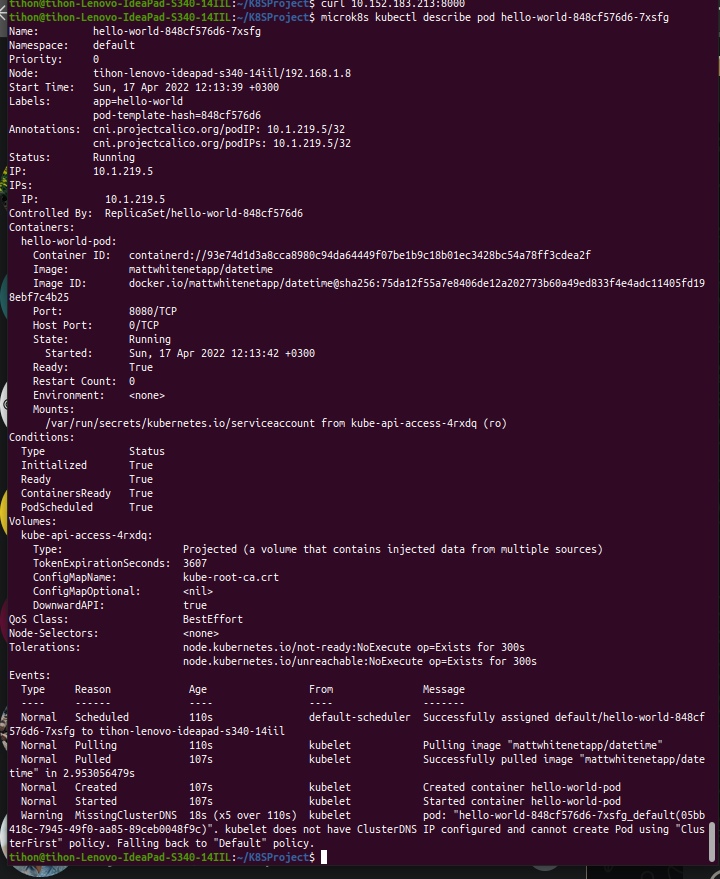 tihon@tihon-Lenovo-IdeaPad-S340-14IIL:~/K8SProject$ curl 10.152.183.213:8000
tihon@tihon-Lenovo-IdeaPad-S340-14IIL:~/K8SProject$ microk8s kubectl describe pod hello-world-848cf576d6-7xsfg
Name:         hello-world-848cf576d6-7xsfg
Namespace:    default
Priority:     0
Node:         tihon-lenovo-ideapad-s340-14iil/192.168.1.8
Start Time:   Sun, 17 Apr 2022 12:13:39 +0300
Labels:       app=hello-world
              pod-template-hash=848cf576d6
Annotations:  cni.projectcalico.org/podIP: 10.1.219.5/32
              cni.projectcalico.org/podIPs: 10.1.219.5/32
Status:       Running
IP:           10.1.219.5
IPs:
  IP:           10.1.219.5
Controlled By:  ReplicaSet/hello-world-848cf576d6
Containers:
  hello-world-pod:
    Container ID:   containerd://93e74d1d3a8cca8980c94da64449f07be1b9c18b01ec3428bc54a78ff3cdea2f
    Image:          mattwhitenetapp/datetime
    Image ID:       docker.io/mattwhitenetapp/datetime@sha256:75da12f55a7e8406de12a202773b60a49ed833f4e4adc11405fd19
8ebf7c4b25
    Port:           8080/TCP
    Host Port:      0/TCP
    State:          Running
      Started:      Sun, 17 Apr 2022 12:13:42 +0300
    Ready:          True
    Restart Count:  0
    Environment:    <none>
    Mounts:
      /var/run/secrets/kubernetes.io/serviceaccount from kube-api-access-4rxdq (ro)
Conditions:
  Type              Status
  Initialized       True
  Ready             True
  ContainersReady   True
  PodScheduled      True
Volumes:
  kube-api-access-4rxdq:
    Type:                    Projected (a volume that contains injected data from multiple sources)
    TokenExpirationSeconds:  3607
    ConfigMapName:           kube-root-ca.crt
    ConfigMapOptional:       <nil>
    DownwardAPI:             true
QoS Class:                   BestEffort
Node-Selectors:              <none>
Tolerations:                 node.kubernetes.io/not-ready:NoExecute op=Exists for 300s
                             node.kubernetes.io/unreachable:NoExecute op=Exists for 300s
Events:
  Type     Reason             Age                 From               Message
  ----     ------             ----                ----               -------
  Normal   Scheduled          110s                default-scheduler  Successfully assigned default/hello-world-848cf
576d6-7xsfg to tihon-lenovo-ideapad-s340-14iil
  Normal   Pulling            110s                kubelet            Pulling image "mattwhitenetapp/datetime"
  Normal   Pulled             107s                kubelet            Successfully pulled image "mattwhitenetapp/date
time" in 2.953056479s
  Normal   Created            107s                kubelet            Created container hello-world-pod
  Normal   Started            107s                kubelet            Started container hello-world-pod
  Warning  MissingClusterDNS  18s (x5 over 110s)  kubelet            pod: "hello-world-848cf576d6-7xsfg_default(05bb
418c-7945-49f0-aa85-89ceb0048f9c)". kubelet does not have ClusterDNS IP configured and cannot create Pod using "Clus
terFirst" policy. Falling back to "Default" policy.
tihon@tihon-Lenovo-IdeaPad-S340-14IIL:~/K8SProject$